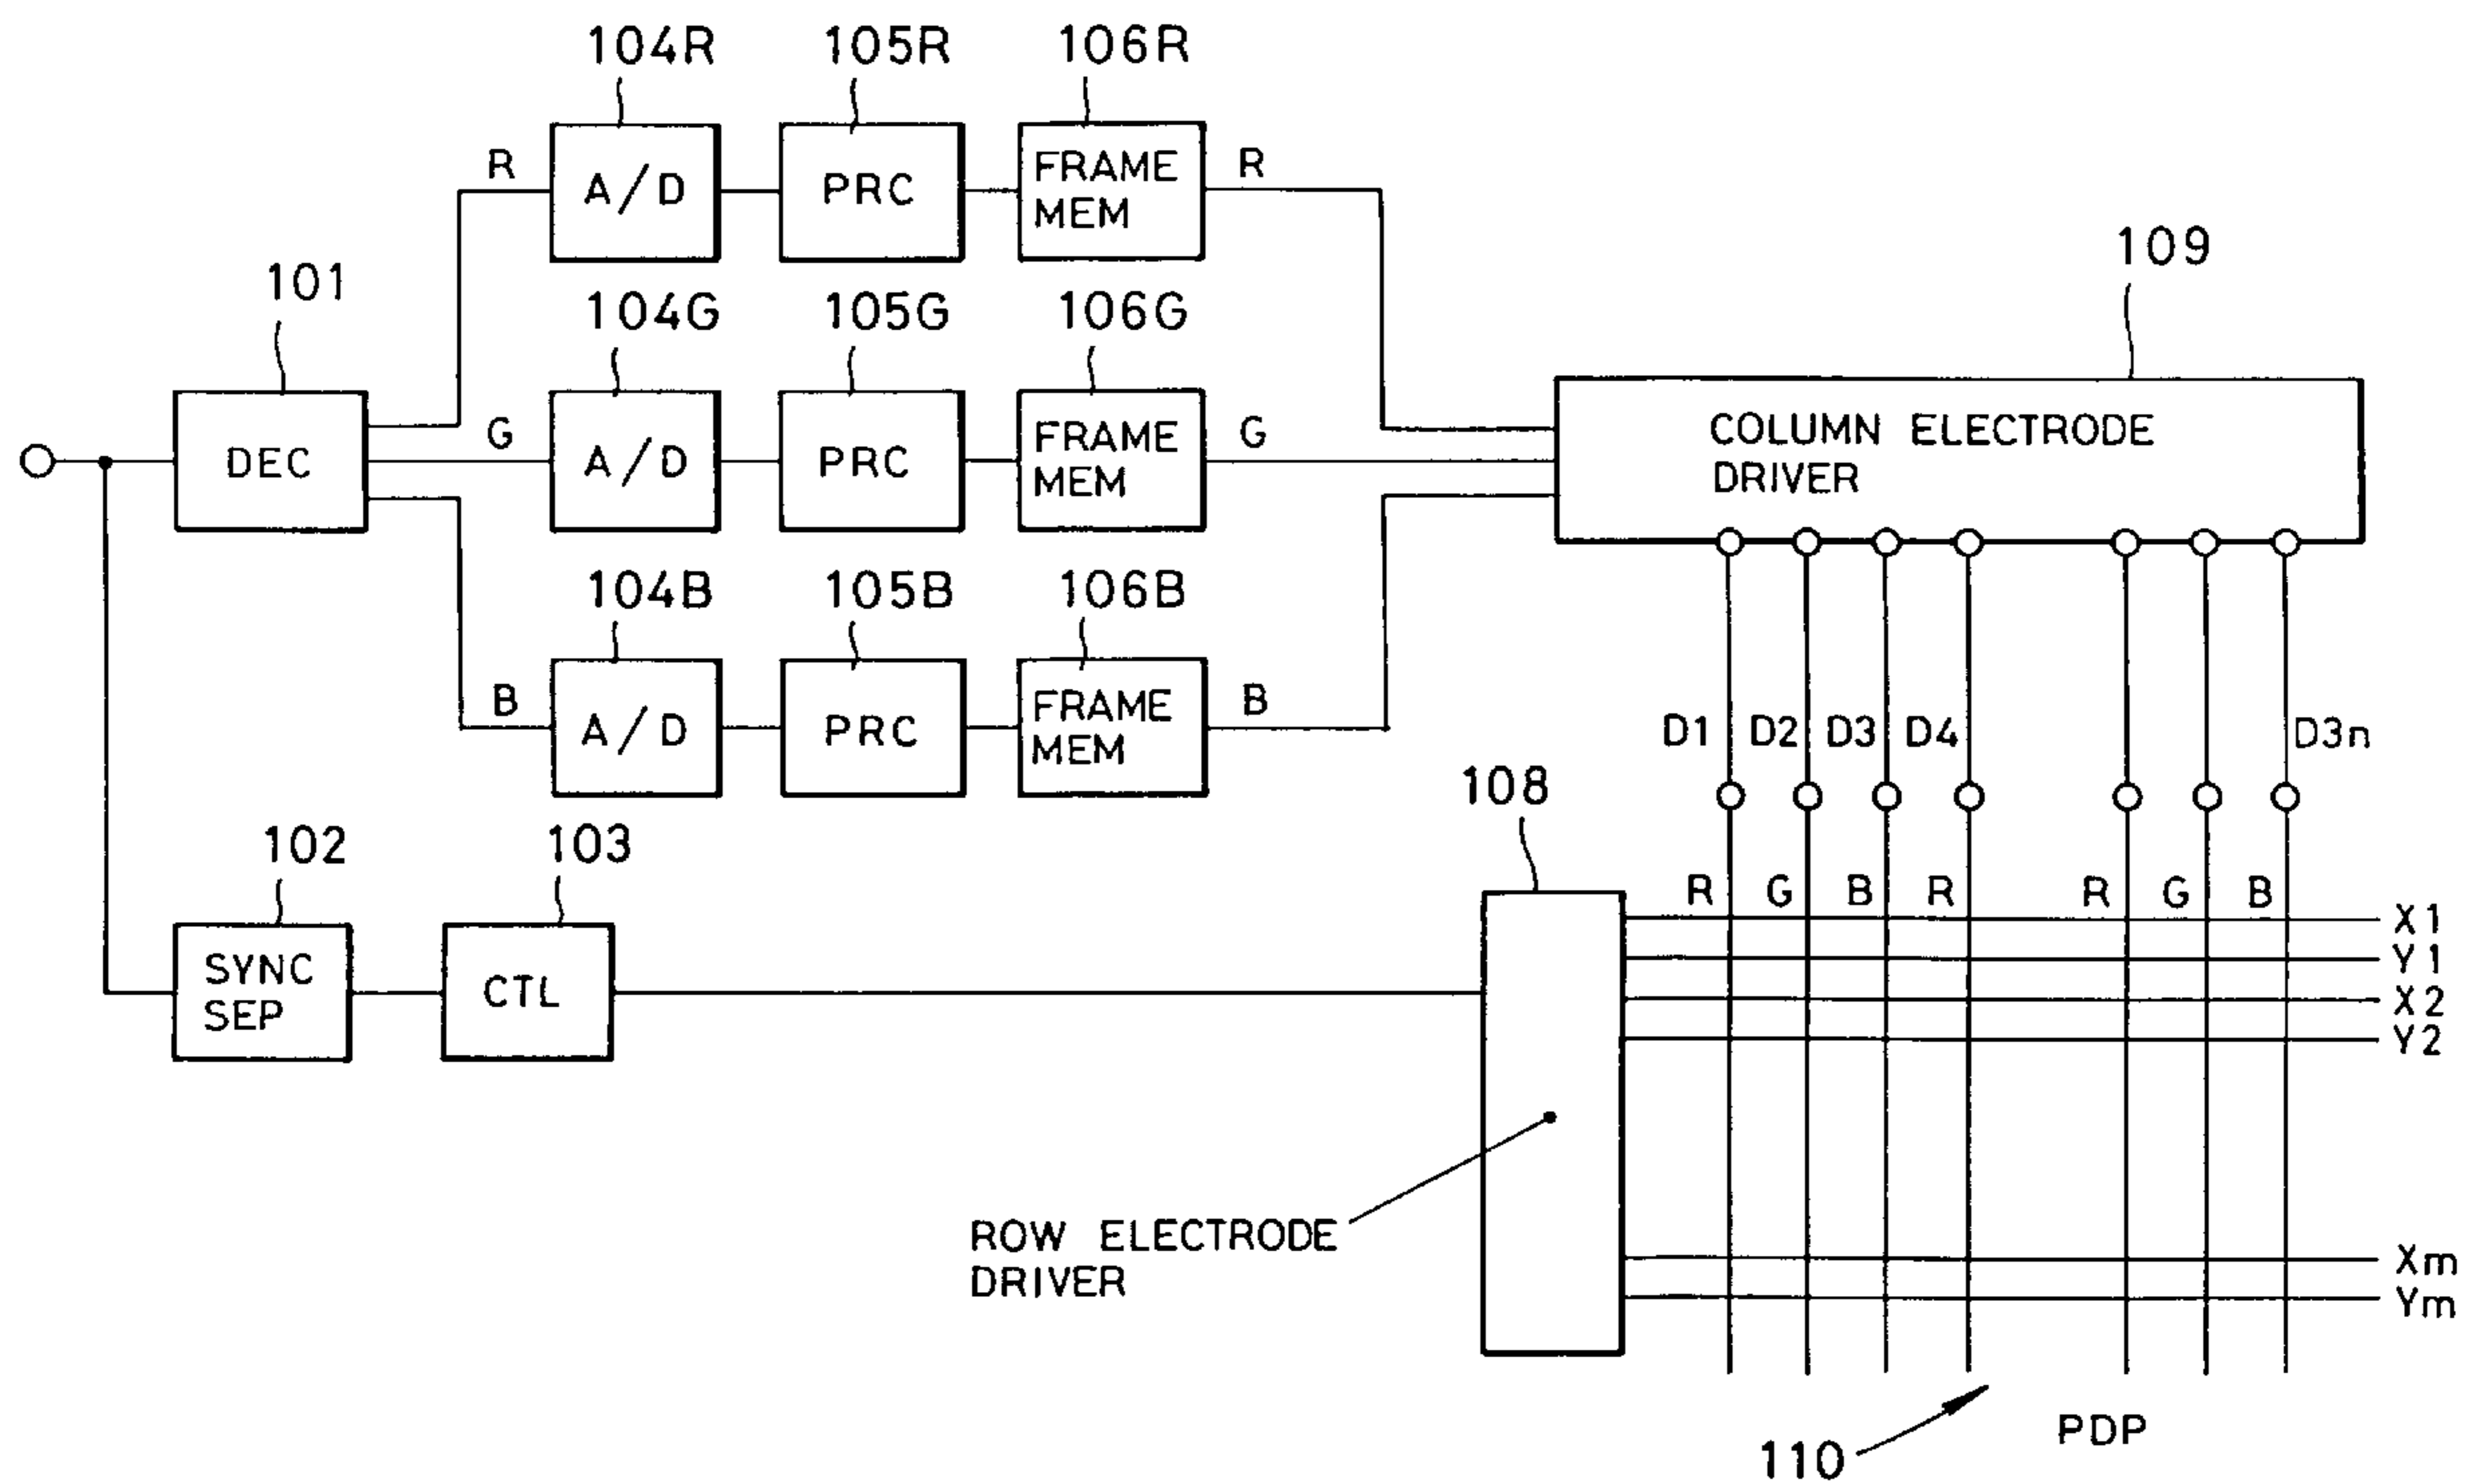 104R 105R 106R
R A/D PRC FRAME MEM R
109
101
104G 105G 106G
DEC G A/D PRC FRAME MEM G
COLUMN ELECTRODE
DRIVER
104B 105B 106B
B A/D PRC FRAME MEM B
D1 D2 D3 D4 D3n
108
102 103
R G B R R G B
X1
Y1
X2
Y2
SYNC
SEP
CTL
ROW ELECTRODE
DRIVER
Xm
Ym
110
PDP